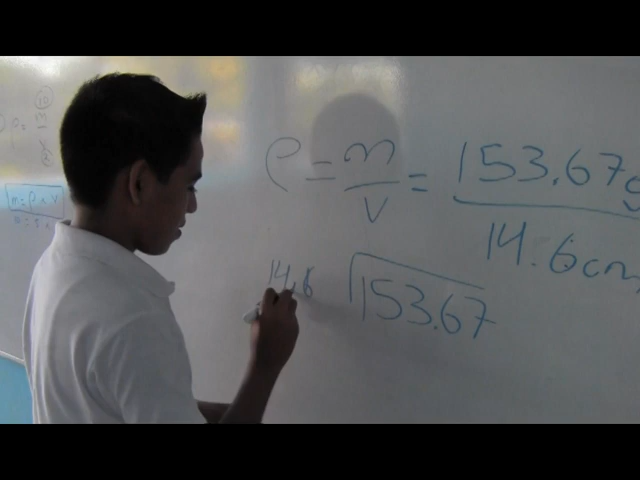 ρ = m/V = 153.67g/14.6cm
14.6 √153.67
m = ρ x V